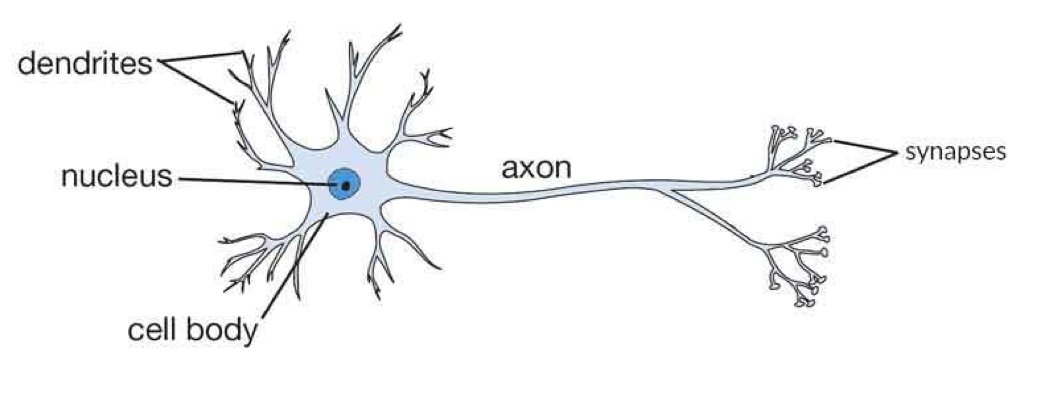 dendrites
nucleus
axon
synapses
cell body